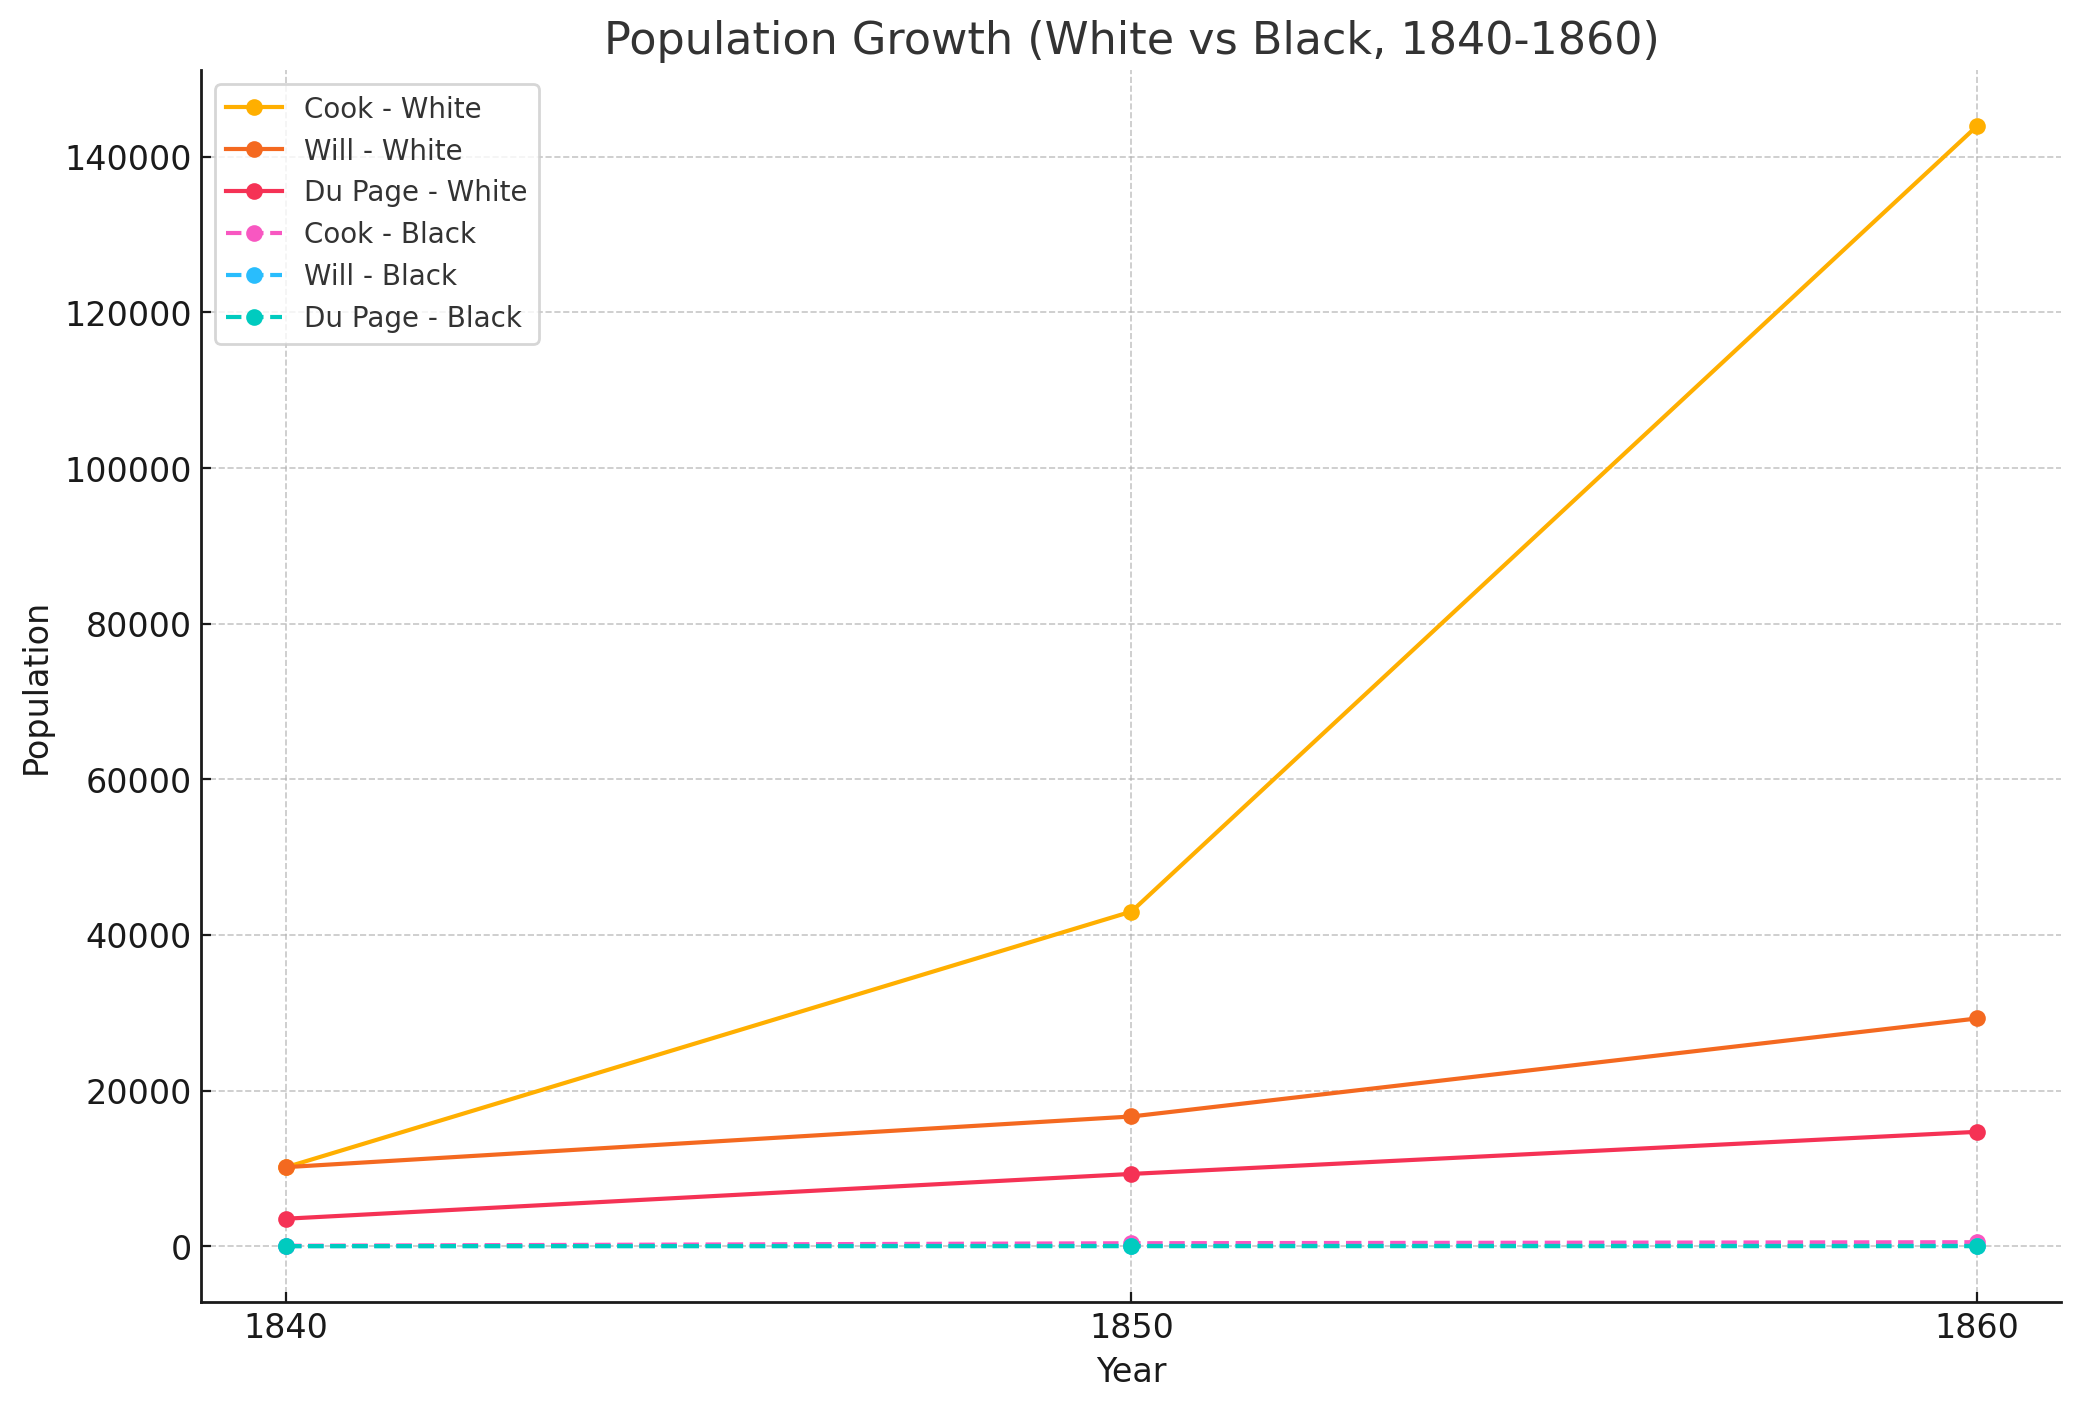 Population Growth (White vs Black, 1840-1860)
Cook - White
Will - White
Du Page - White
Cook - Black
Will - Black
Du Page - Black
140000
120000
100000
80000
60000
40000
20000
0
Population
1840 1850 1860
Year